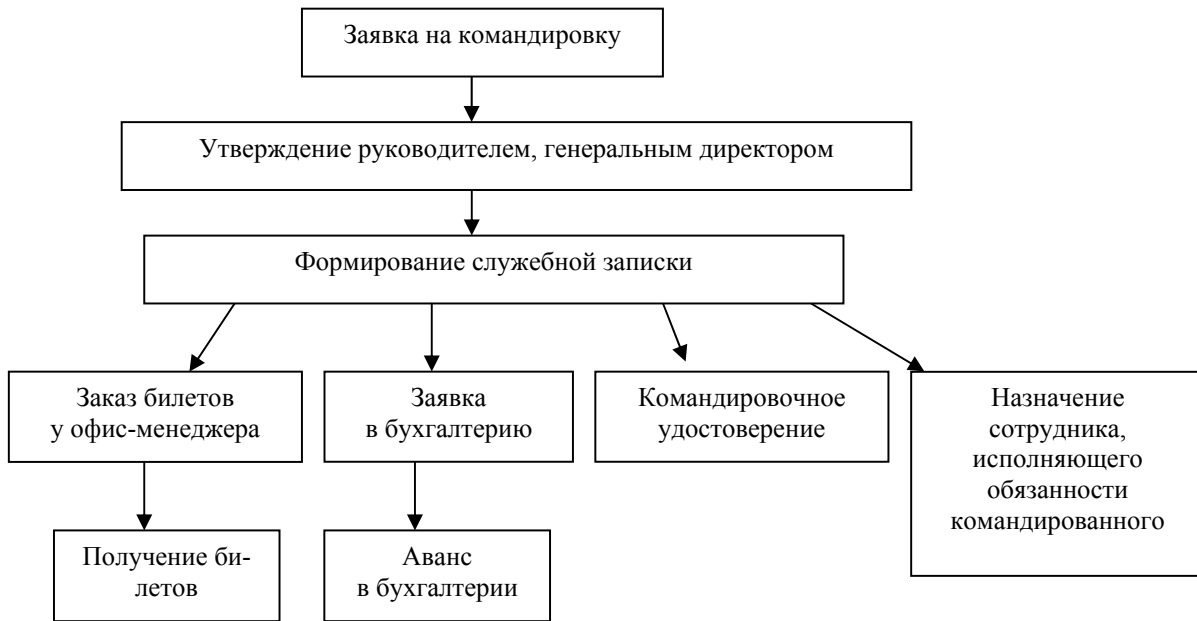 Заявка на командировку
Утверждение руководителем, генеральным директором
Формирование служебной записки
Заказ билетов
у офис-менеджера
Заявка
в бухгалтерию
Командировочное
удостоверение
Назначение
сотрудника,
исполняющего
обязанности
командированного
Получение би-
летов
Аванс
в бухгалтерии